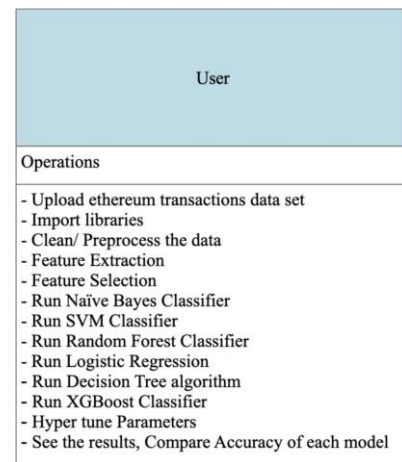 User
Operations
- Upload ethereum transactions data set
- Import libraries
- Clean/ Preprocess the data
- Feature Extraction
- Feature Selection
- Run Naïve Bayes Classifier
- Run SVM Classifier
- Run Random Forest Classifier
- Run Logistic Regression
- Run Decision Tree algorithm
- Run XGBoost Classifier
- Hyper tune Parameters
- See the results, Compare Accuracy of each model